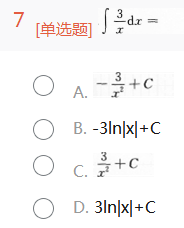 7 [单选题] ∫ 3/x dx =
A. -3/x² + C
B. -3ln|x|+C
C. 3/x² + C
D. 3ln|x|+C